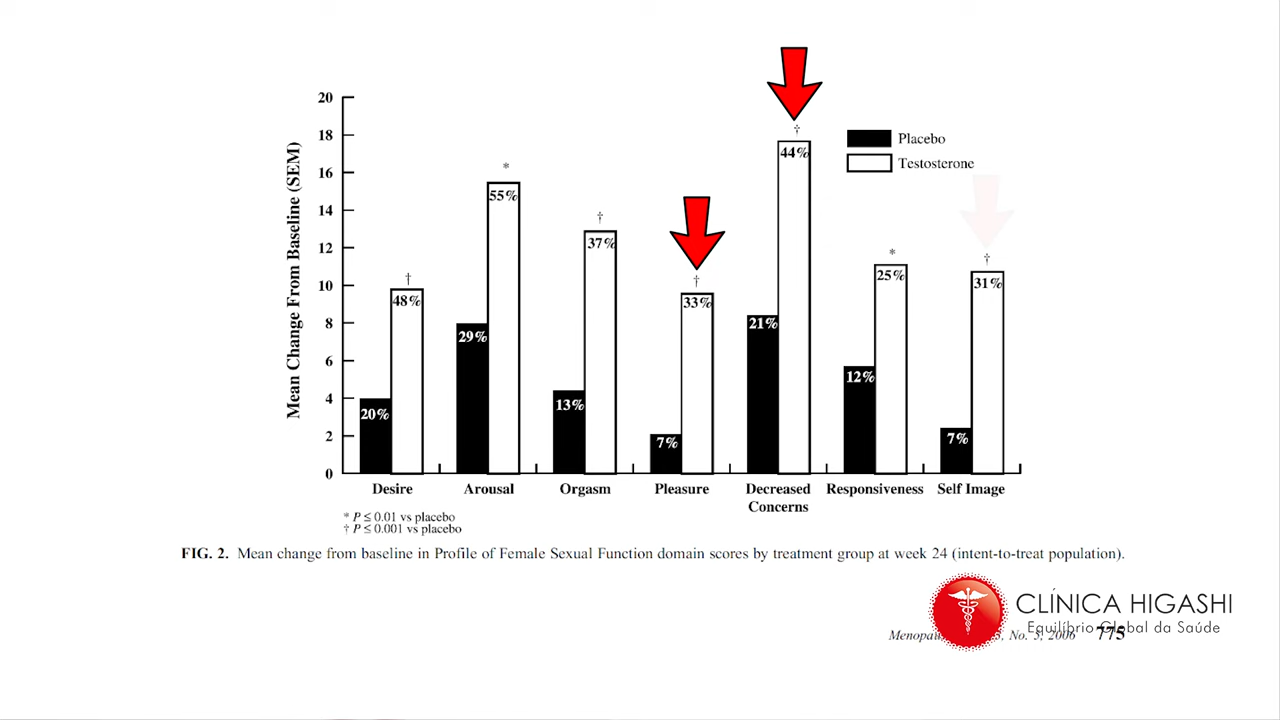 20
18
16
14
12
10
8
6
4
2
0
Mean Change From Baseline (SEM)
Placebo
Testosterone
†
*
†
†
†
*
†
20%
48%
29%
55%
13%
37%
7%
33%
21%
44%
12%
25%
7%
31%
Desire
Arousal
Orgasm
Pleasure
Decreased Concerns
Responsiveness
Self Image
* P ≤ 0.01 vs placebo
† P ≤ 0.001 vs placebo
FIG. 2. Mean change from baseline in Profile of Female Sexual Function domain scores by treatment group at week 24 (intent-to-treat population).
CLÍNICA HIGASHI
Equilíbrio Global da Saúde
No. 5, 2006 775